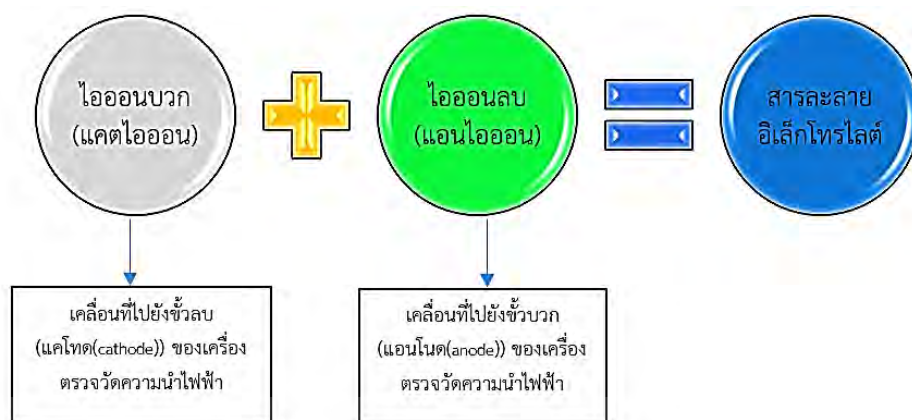 ไอออนบวก
(แคตไอออน)
ไอออนลบ
(แอนไอออน)
สารละลาย
อิเล็กโทรไลต์
เคลื่อนที่ไปยังขั้วลบ
(แคโทด(cathode)) ของเครื่อง
ตรวจวัดความนำไฟฟ้า
เคลื่อนที่ไปยังขั้วบวก
(แอนโนด(anode)) ของเครื่อง
ตรวจวัดความนำไฟฟ้า